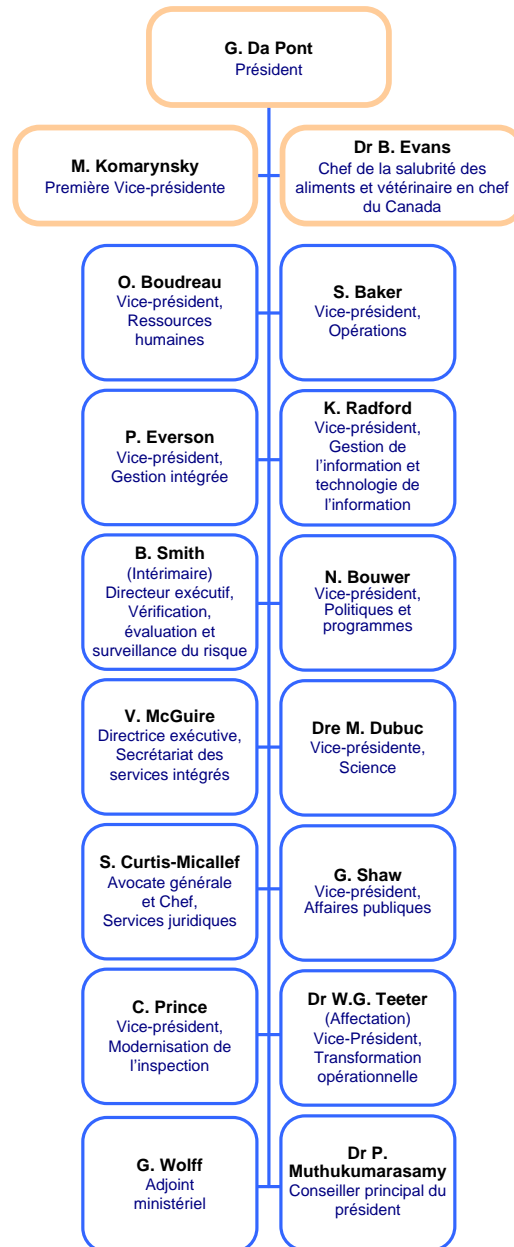 G. Da Pont
Président
M. Komarynsky
Première Vice-présidente
Dr B. Evans
Chef de la salubrité des
aliments et vétérinaire en chef
du Canada
O. Boudreau
Vice-président,
Ressources
humaines
S. Baker
Vice-président,
Opérations
P. Everson
Vice-président,
Gestion intégrée
K. Radford
Vice-président,
Gestion de
l’information et
technologie de
l’information
B. Smith
(Intérimaire)
Directeur exécutif,
Vérification,
évaluation et
surveillance du risque
N. Bouwer
Vice-président,
Politiques et
programmes
V. McGuire
Directrice exécutive,
Secrétariat des
services intégrés
Dre M. Dubuc
Vice-présidente,
Science
S. Curtis-Micallef
Avocate générale
et Chef,
Services juridiques
G. Shaw
Vice-président,
Affaires publiques
C. Prince
Vice-président,
Modernisation de
l’inspection
Dr W.G. Teeter
(Affectation)
Vice-Président,
Transformation
opérationnelle
G. Wolff
Adjoint
ministériel
Dr P.
Muthukumarasamy
Conseiller principal du
président